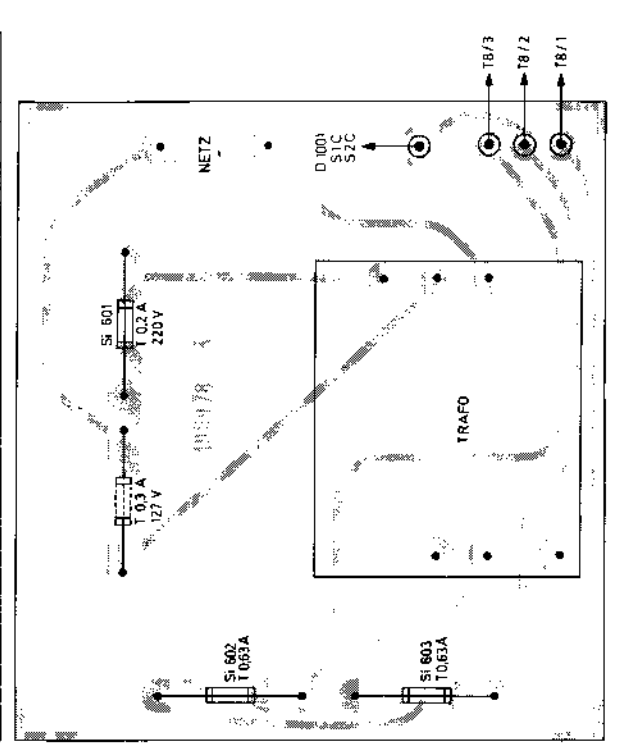 T8/3
T8/2
T8/1
NETZ
D 1001
S1C
S2C
Si 601
T 0,2 A
220 V
T 0,3 A
127 V
TRAFO
Si 602
T 0,63A
Si 603
T 0,63A